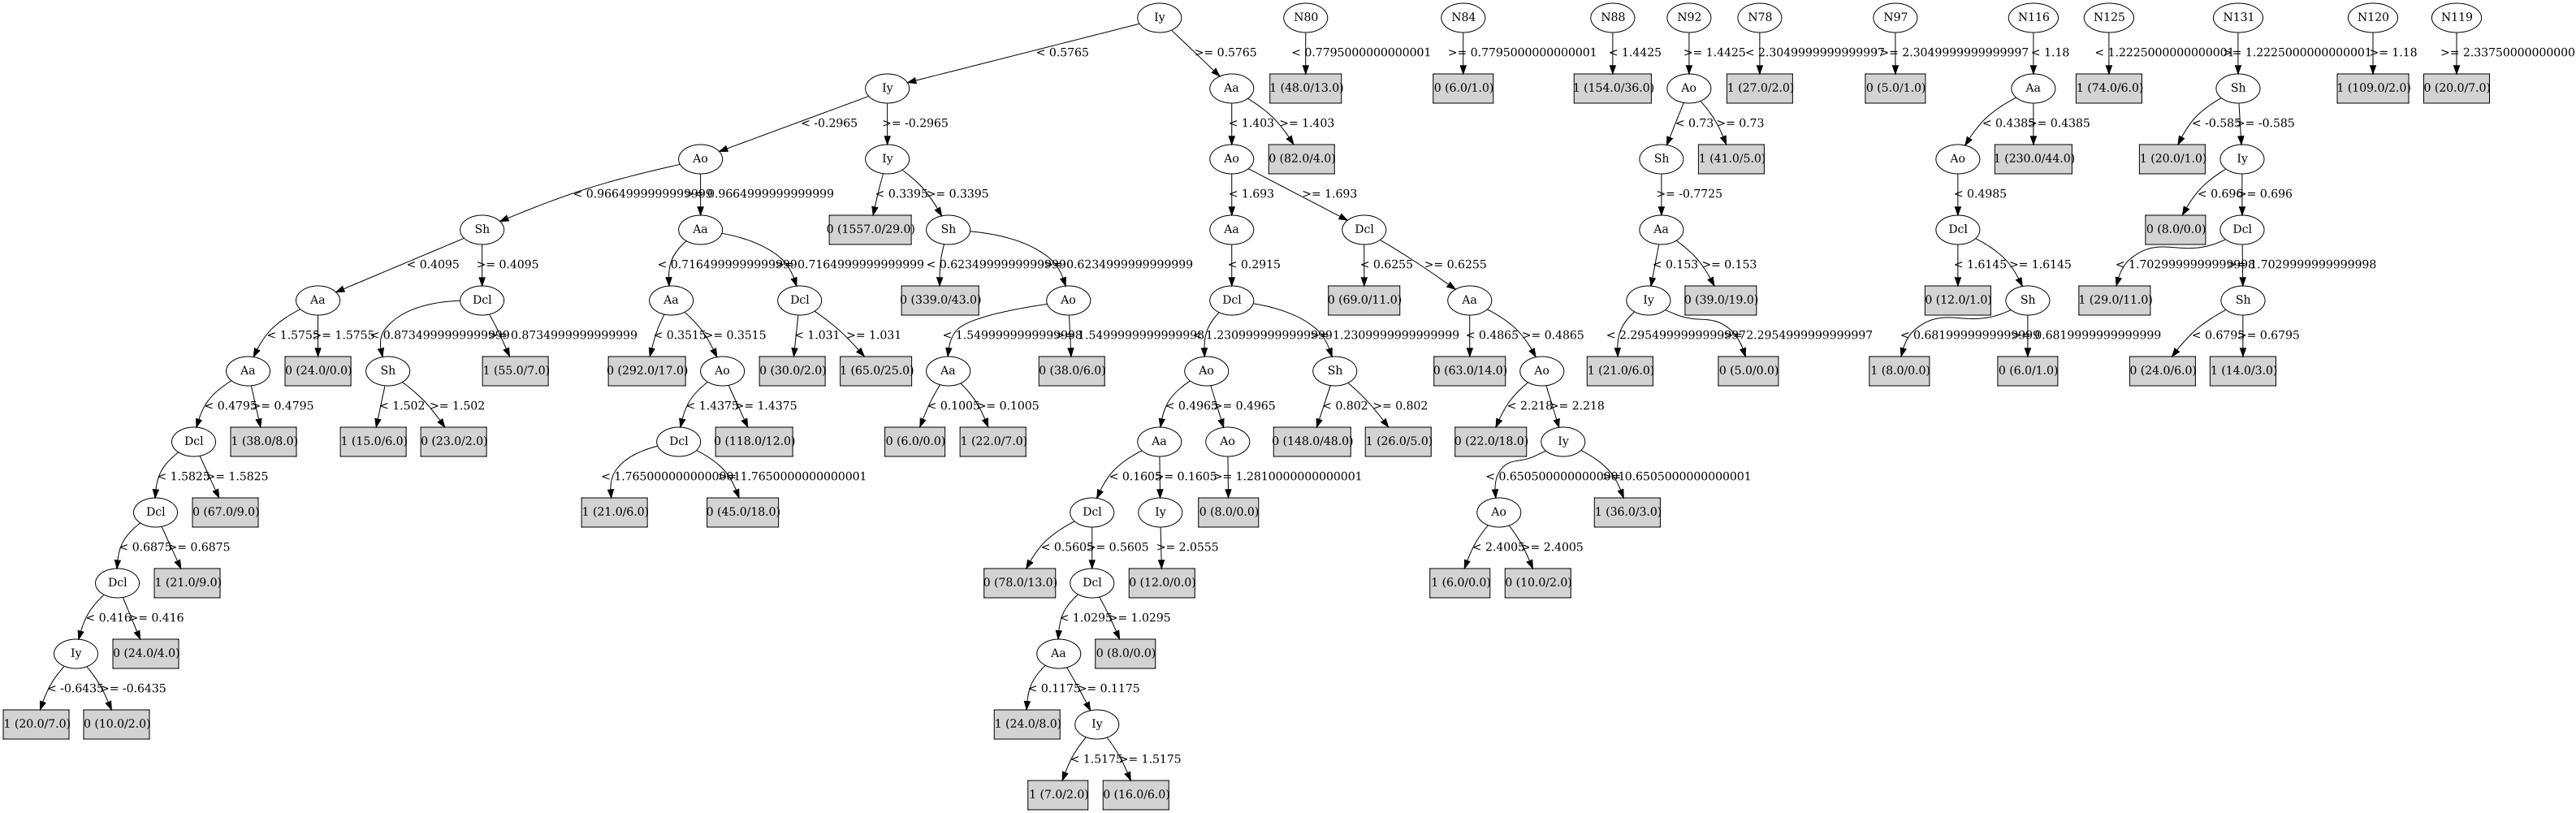 Iy N80 N84 N88 N92 N78 N97 N116 N125 N131 N120 N119
< 0.5765 >= 0.5765 < 0.7795000000000001 >= 0.7795000000000001 < 1.4425 >= 1.4425 < 2.3049999999999997 >= 2.3049999999999997 < 1.18 < 1.2225000000000001 >= 1.2225000000000001 >= 1.18 >= 2.33750000000000
Iy Aa 1 (48.0/13.0) 0 (6.0/1.0) 1 (154.0/36.0) Ao 1 (27.0/2.0) 0 (5.0/1.0) Aa 1 (74.0/6.0) Sh 1 (109.0/2.0) 0 (20.0/7.0)
< -0.2965 >= -0.2965 < 1.403 >= 1.403 < 0.73 >= 0.73 < 0.4385 >= 0.4385 < -0.585 >= -0.585
Ao Iy Ao 0 (82.0/4.0) Sh 1 (41.0/5.0) Ao 1 (230.0/44.0) 1 (20.0/1.0) Iy
< 0.9664999999999999 >= 0.9664999999999999 < 0.3395 >= 0.3395 < 1.693 >= 1.693 >= -0.7725 < 0.4985 < 0.696 >= 0.696
Sh Aa 0 (1557.0/29.0) Sh Aa Dcl Aa Dcl 0 (8.0/0.0) Dcl
< 0.4095 >= 0.4095 < 0.7164999999999999 >= 0.7164999999999999 < 0.6234999999999999 >= 0.6234999999999999 < 0.2915 < 0.6255 >= 0.6255 < 0.153 >= 0.153 < 1.6145 >= 1.6145 < 1.7029999999999998 >= 1.7029999999999998
Aa Dcl Aa Dcl 0 (339.0/43.0) Ao Dcl 0 (69.0/11.0) Aa Iy 0 (39.0/19.0) 0 (12.0/1.0) Sh 1 (29.0/11.0) Sh
< 1.5755 >= 1.5755 < 0.8734999999999999 >= 0.8734999999999999 < 0.3515 >= 0.3515 < 1.031 >= 1.031 < 1.5499999999999998 >= 1.5499999999999998 < 1.2309999999999999 >= 1.2309999999999999 < 0.4865 >= 0.4865 < 2.2954999999999997 >= 2.2954999999999997 < 0.6819999999999999 >= 0.6819999999999999 < 0.6795 >= 0.6795
Aa 0 (24.0/0.0) Sh 1 (55.0/7.0) 0 (292.0/17.0) Ao 0 (30.0/2.0) 1 (65.0/25.0) Aa 0 (38.0/6.0) Ao Sh 0 (63.0/14.0) Ao 1 (21.0/6.0) 0 (5.0/0.0) 1 (8.0/0.0) 0 (6.0/1.0) 0 (24.0/6.0) 1 (14.0/3.0)
< 0.4795 >= 0.4795 < 1.502 >= 1.502 < 1.4375 >= 1.4375 < 0.1005 >= 0.1005 < 0.4965 >= 0.4965 < 0.802 >= 0.802 < 2.218 >= 2.218
Dcl 1 (38.0/8.0) 1 (15.0/6.0) 0 (23.0/2.0) Dcl 0 (118.0/12.0) 0 (6.0/0.0) 1 (22.0/7.0) Aa Ao 0 (148.0/48.0) 1 (26.0/5.0) 0 (22.0/18.0) Iy
< 1.5825 >= 1.5825 < 1.7650000000000001 >= 1.7650000000000001 < 0.1605 >= 0.1605 >= 1.2810000000000001 < 0.6505000000000001 >= 0.6505000000000001
Dcl 0 (67.0/9.0) 1 (21.0/6.0) 0 (45.0/18.0) Dcl Iy 0 (8.0/0.0) Ao 1 (36.0/3.0)
< 0.6875 >= 0.6875 < 0.5605 >= 0.5605 >= 2.0555 < 2.4005 >= 2.4005
Dcl 1 (21.0/9.0) 0 (78.0/13.0) Dcl 0 (12.0/0.0) 1 (6.0/0.0) 0 (10.0/2.0)
< 0.416 >= 0.416 < 1.0295 >= 1.0295
Iy 0 (24.0/4.0) Aa 0 (8.0/0.0)
< -0.6435 >= -0.6435 < 0.1175 >= 0.1175
1 (20.0/7.0) 0 (10.0/2.0) 1 (24.0/8.0) Iy
< 1.5175 >= 1.5175
1 (7.0/2.0) 0 (16.0/6.0)